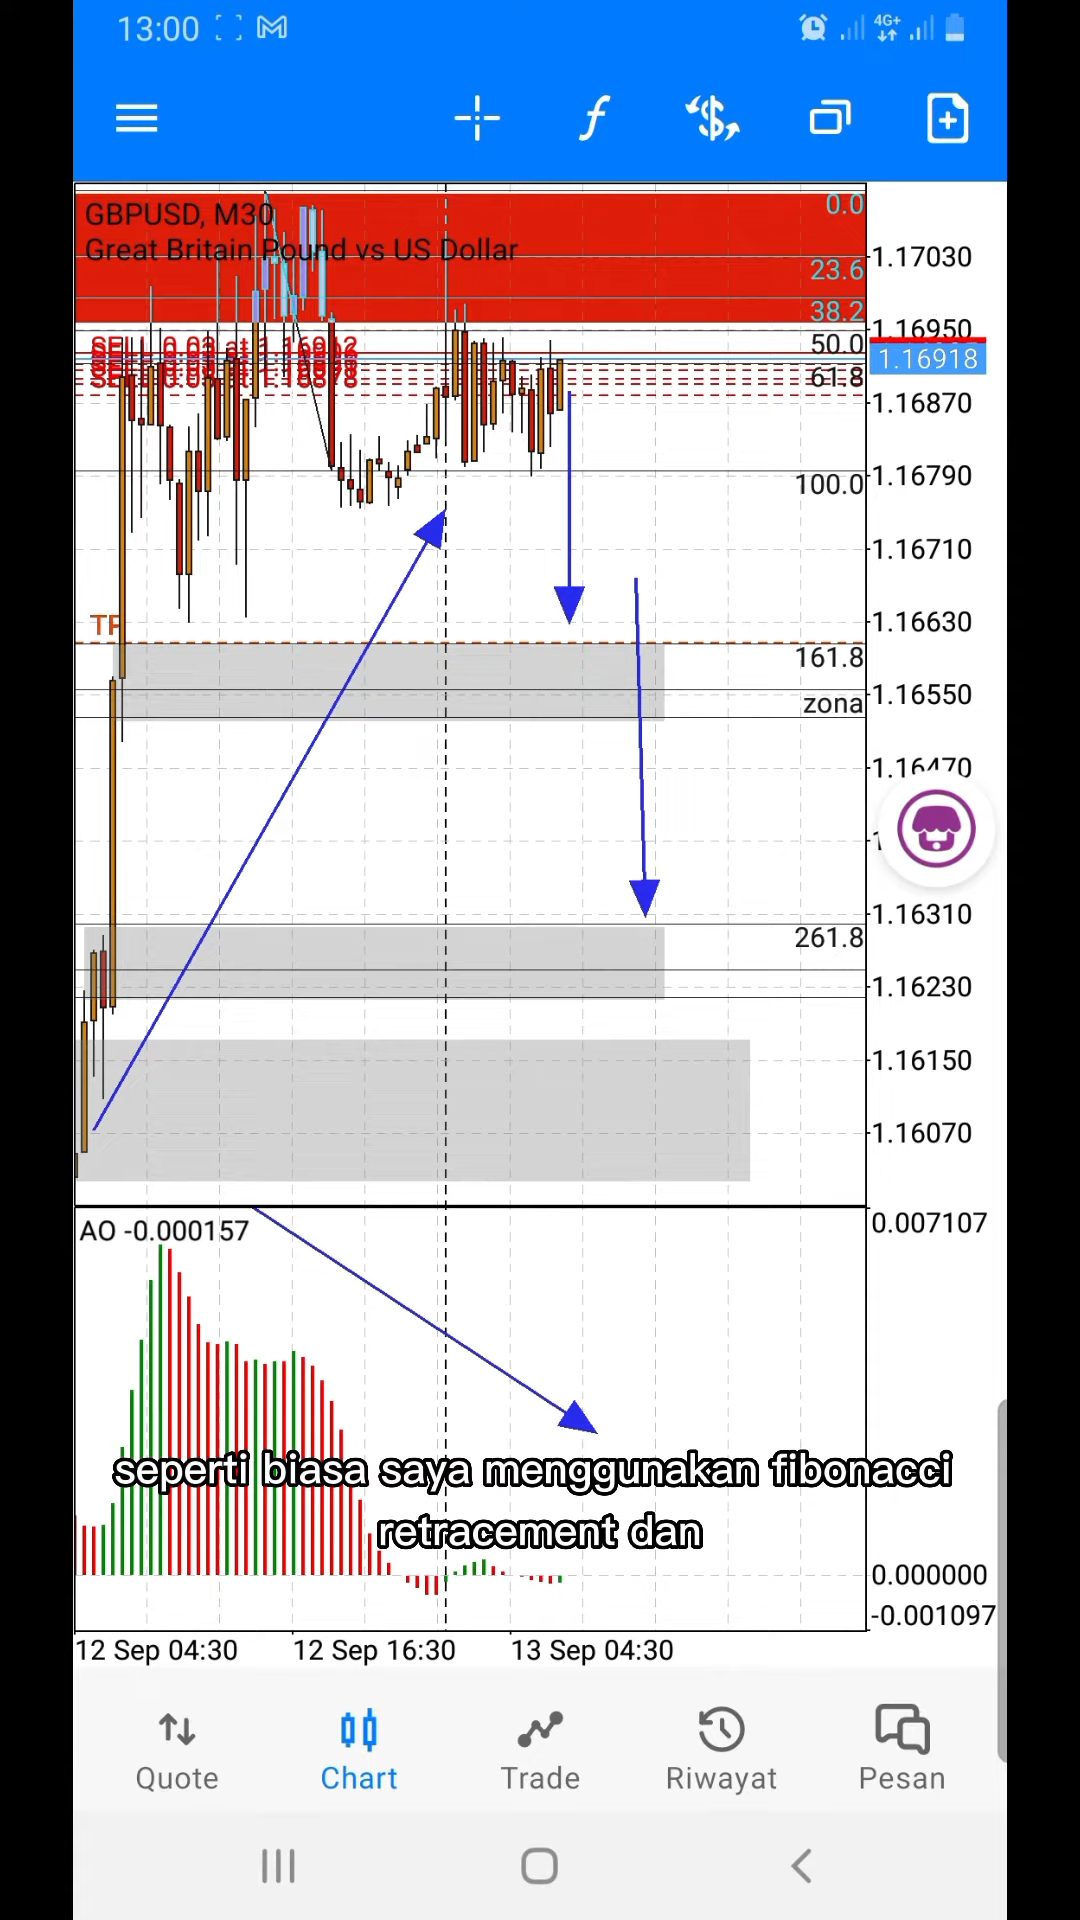 13:00
4G+
GBPUSD, M30
Great Britain Pound vs US Dollar
0.0
23.6
38.2
50.0
61.8
100.0
161.8
zona
261.8
1.17030
1.16950
1.16918
1.16870
1.16790
1.16710
1.16630
1.16550
1.16470
1.16310
1.16230
1.16150
1.16070
TP
AO -0.000157
0.007107
0.000000
-0.001097
seperti biasa saya menggunakan fibonacci
retracement dan
12 Sep 04:30
12 Sep 16:30
13 Sep 04:30
Quote
Chart
Trade
Riwayat
Pesan